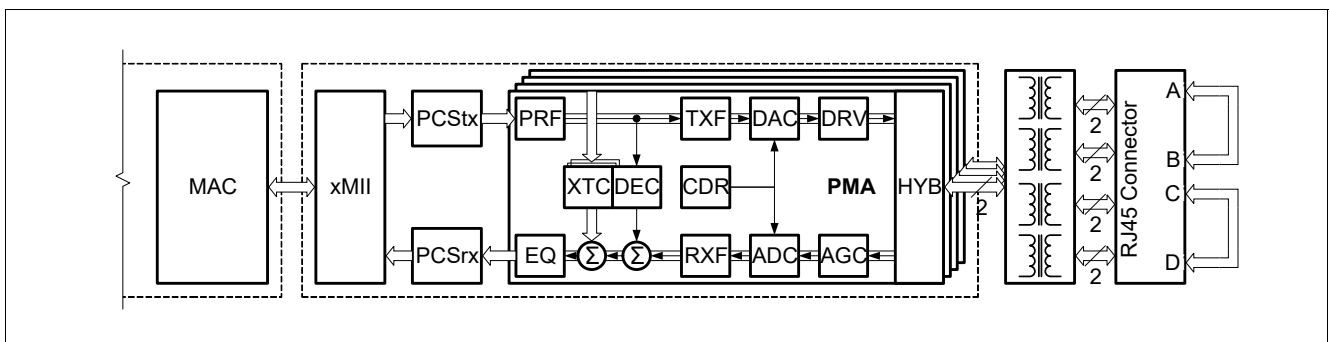 MAC
xMII
PCStx
PCSrx
PRF
TXF
DAC
DRV
XTC
DEC
CDR
PMA
HYB
EQ
Σ
Σ
RXF
ADC
AGC
2
2
2
2
2
RJ45 Connector
A
B
C
D